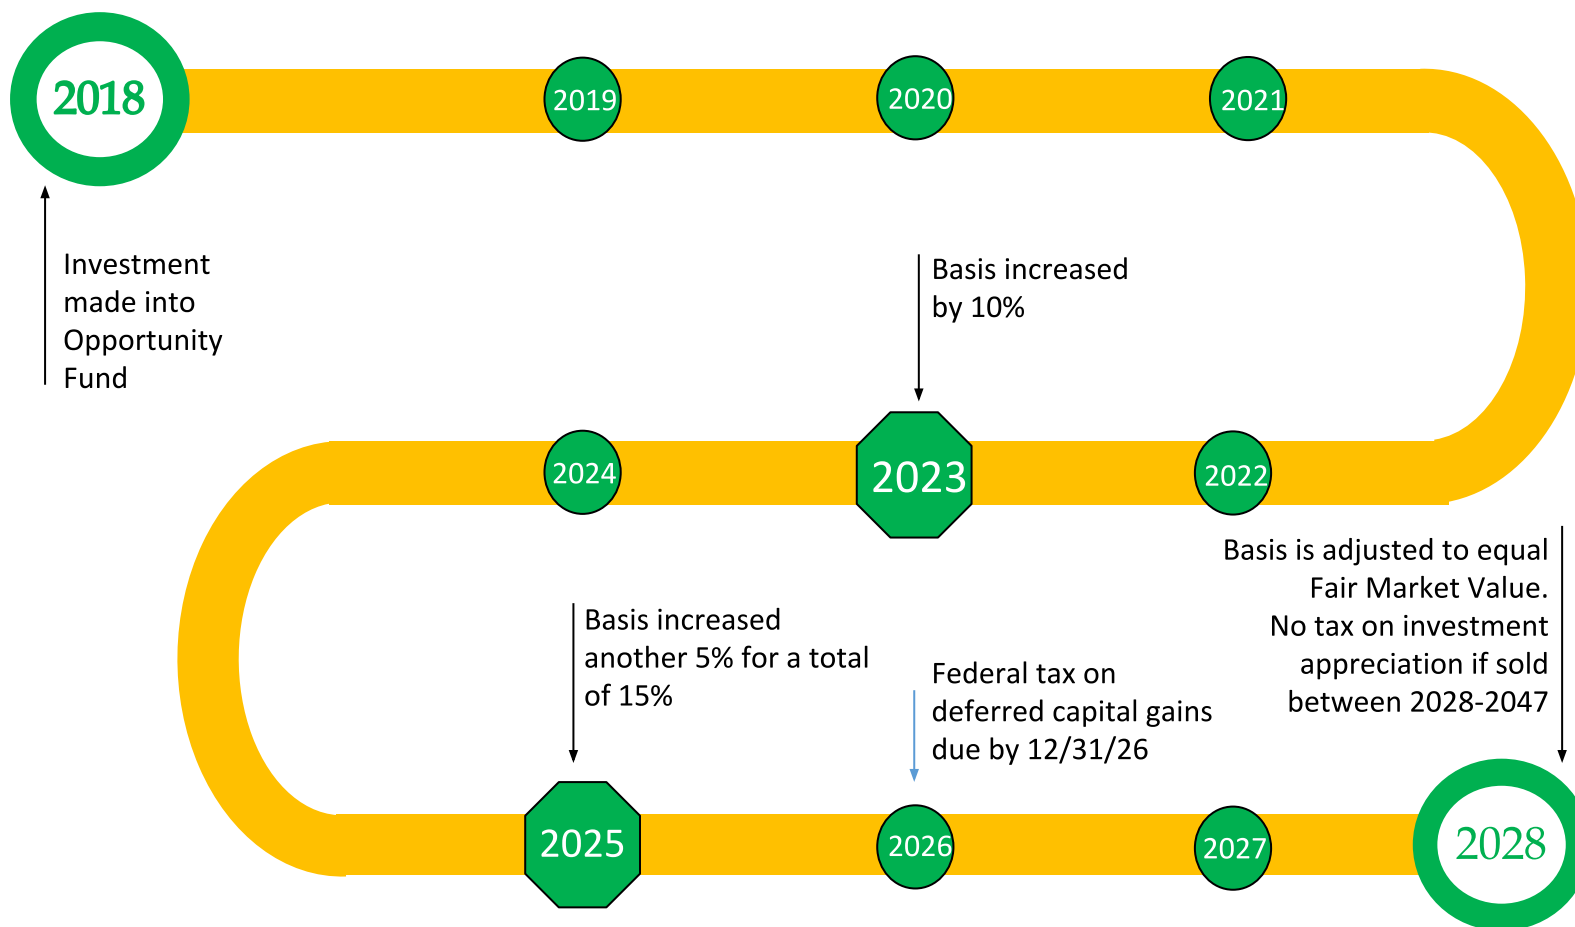 2018
2019
2020
2021
Investment
made into
Opportunity
Fund
Basis increased
by 10%
2024
2023
2022
Basis increased
another 5% for a total
of 15%
Federal tax on
deferred capital gains
due by 12/31/26
Basis is adjusted to equal
Fair Market Value.
No tax on investment
appreciation if sold
between 2028-2047
2025
2026
2027
2028